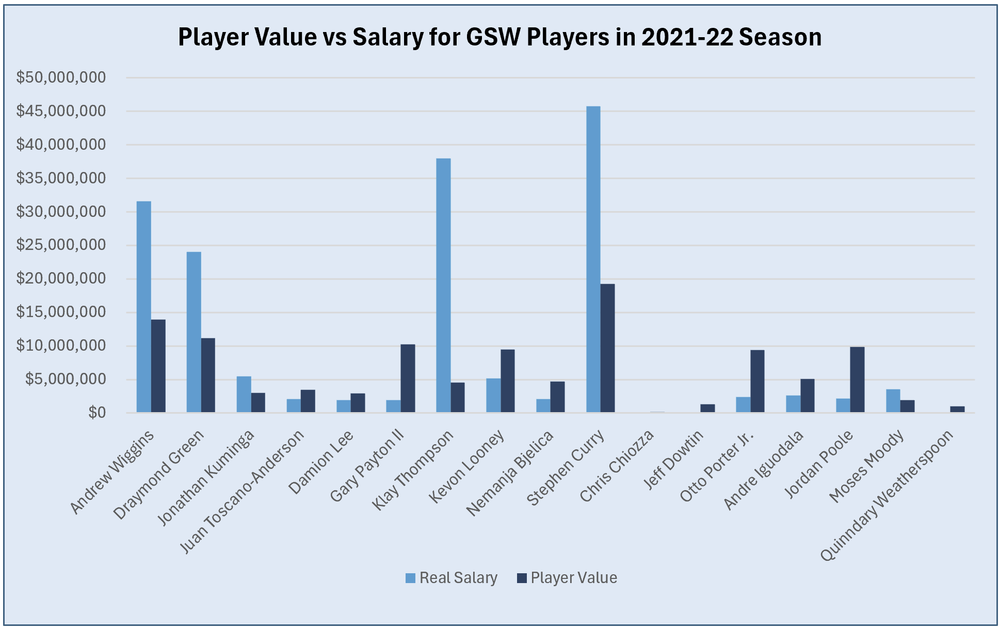 Player Value vs Salary for GSW Players in 2021-22 Season
$50,000,000
$45,000,000
$40,000,000
$35,000,000
$30,000,000
$25,000,000
$20,000,000
$15,000,000
$10,000,000
$5,000,000
$0
Andrew Wiggins
Draymond Green
Jonathan Kuminga
Juan Toscano-Anderson
Damion Lee
Gary Payton II
Klay Thompson
Kevon Looney
Nemanja Bjelica
Stephen Curry
Chris Chiozza
Jeff Dowtin
Otto Porter Jr.
Andre Iguodala
Jordan Poole
Moses Moody
Quinndary Weatherspoon
Real Salary
Player Value